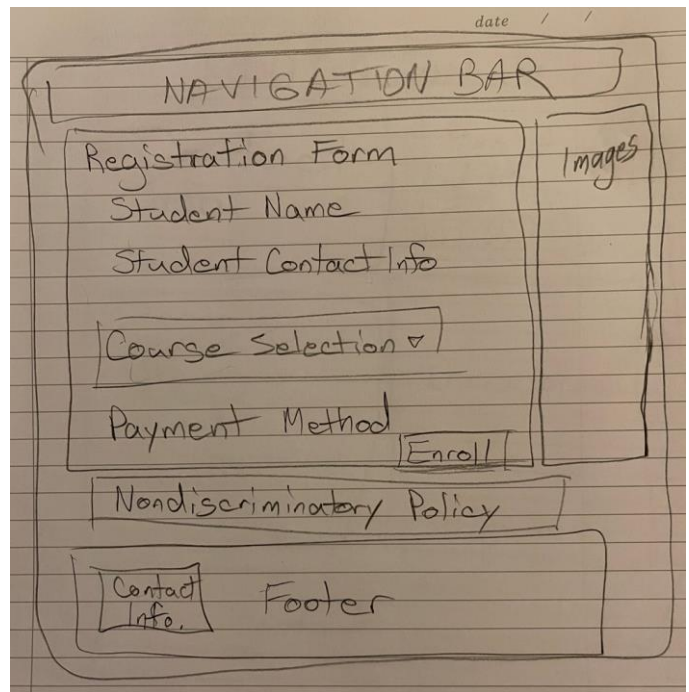 date / /
NAVIGATION BAR
Registration Form
Images
Student Name
Student Contact Info
Course Selection ▿
Payment Method
Enroll
Nondiscriminatory Policy
Contact
Info.
Footer